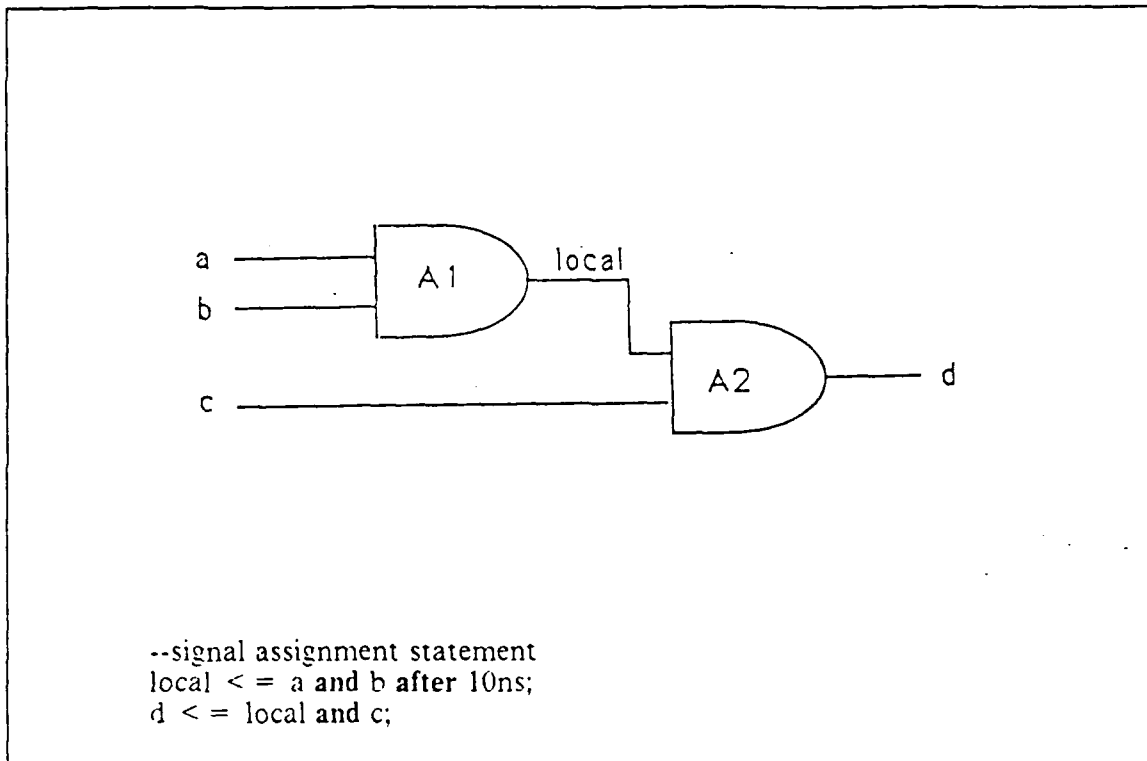 a
b
A1
local
c
A2
d
--signal assignment statement
local < = a and b after 10ns;
d < = local and c;